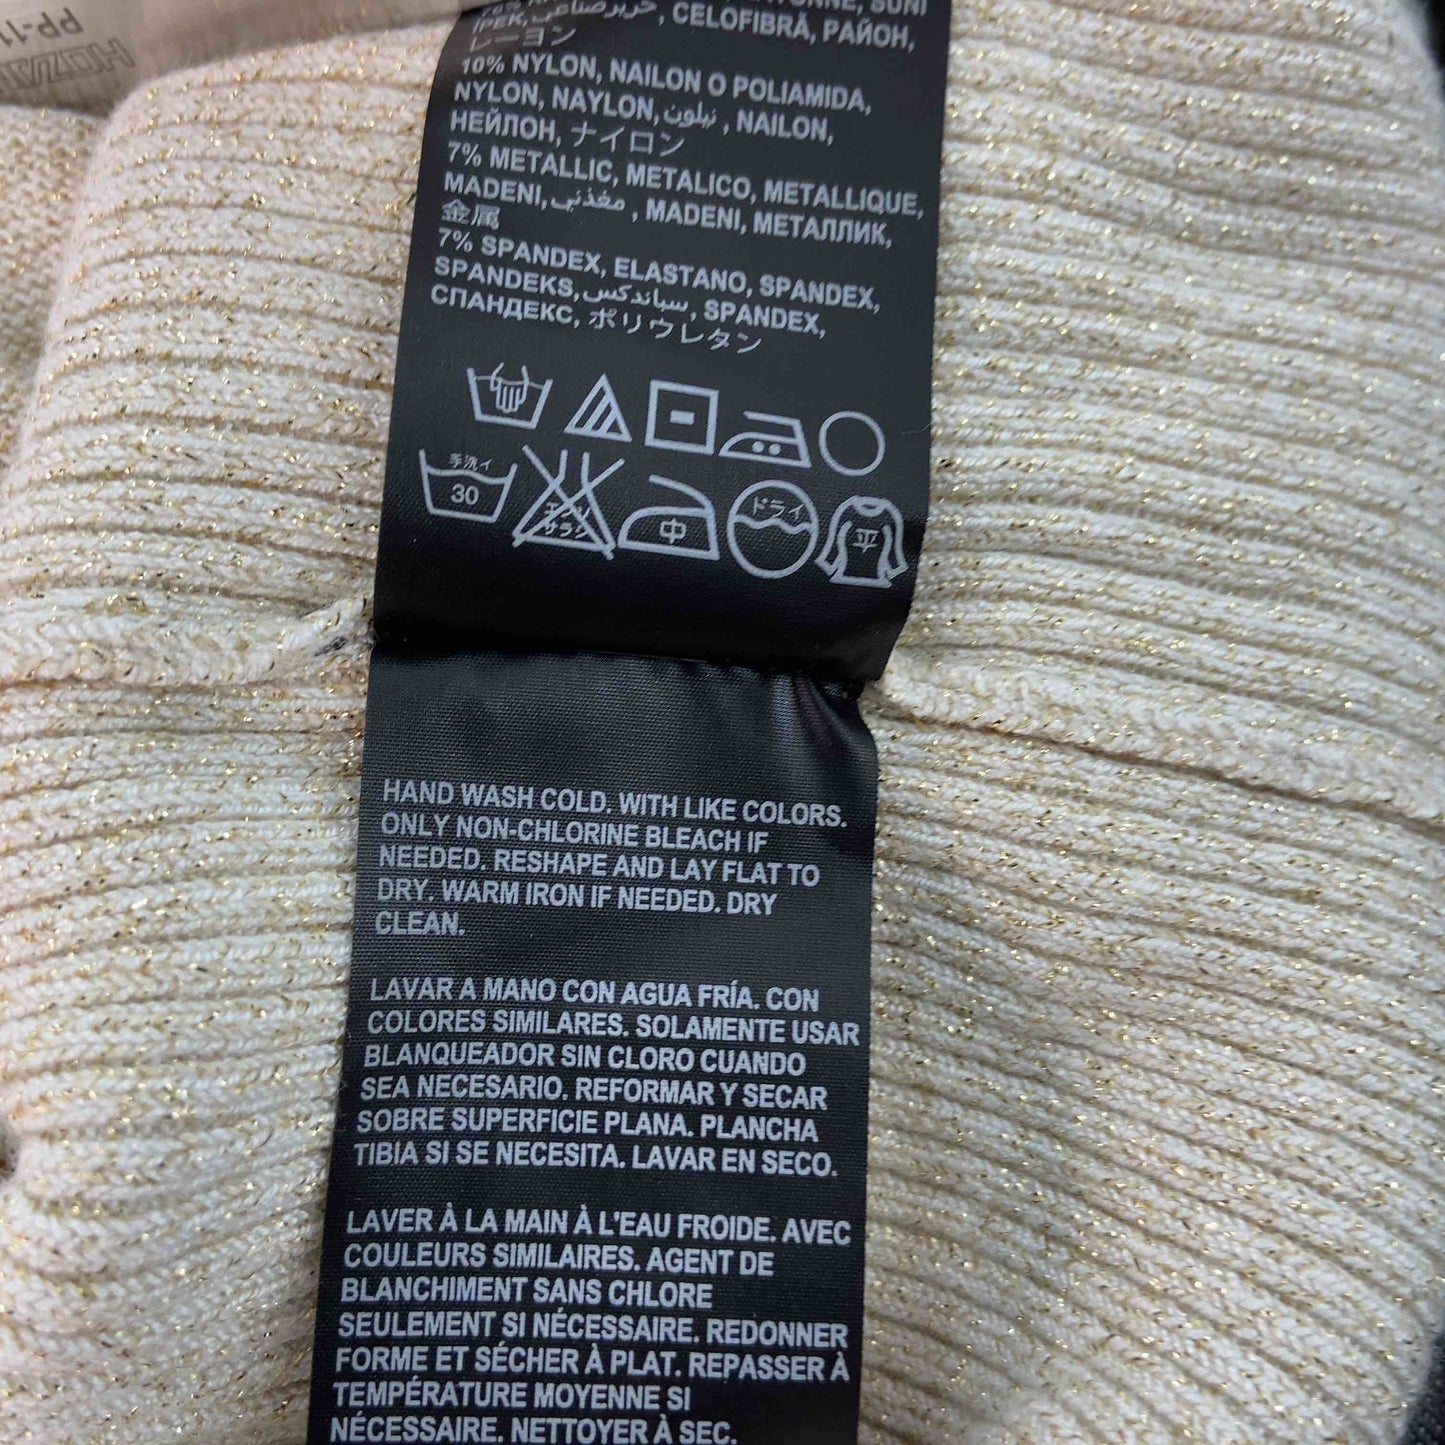 SUNI
İPEK, حرير صناعي, CELOFIBRĂ, РАЙОН,
レーヨン
10% NYLON, NAILON O POLIAMIDA,
NYLON, NAYLON, نيلون, NAILON,
НЕЙЛОН, ナイロン
7% METALLIC, METALICO, METALLIQUE,
MADENI, مغذني, MADENI, МЕТАЛЛИК,
金属
7% SPANDEX, ELASTANO, SPANDEX,
SPANDEKS, سباندكس, SPANDEX,
СПАНДЕКС, ポリウレタン
手洗イ
30
サラシ
中
ドライ
平
HAND WASH COLD. WITH LIKE COLORS.
ONLY NON-CHLORINE BLEACH IF
NEEDED. RESHAPE AND LAY FLAT TO
DRY. WARM IRON IF NEEDED. DRY
CLEAN.
LAVAR A MANO CON AGUA FRÍA. CON
COLORES SIMILARES. SOLAMENTE USAR
BLANQUEADOR SIN CLORO CUANDO
SEA NECESARIO. REFORMAR Y SECAR
SOBRE SUPERFICIE PLANA. PLANCHA
TIBIA SI SE NECESITA. LAVAR EN SECO.
LAVER À LA MAIN À L'EAU FROIDE. AVEC
COULEURS SIMILAIRES. AGENT DE
BLANCHIMENT SANS CHLORE
SEULEMENT SI NÉCESSAIRE. REDONNER
FORME ET SÉCHER À PLAT. REPASSER À
TEMPÉRATURE MOYENNE SI
NÉCESSAIRE. NETTOYER À SEC.